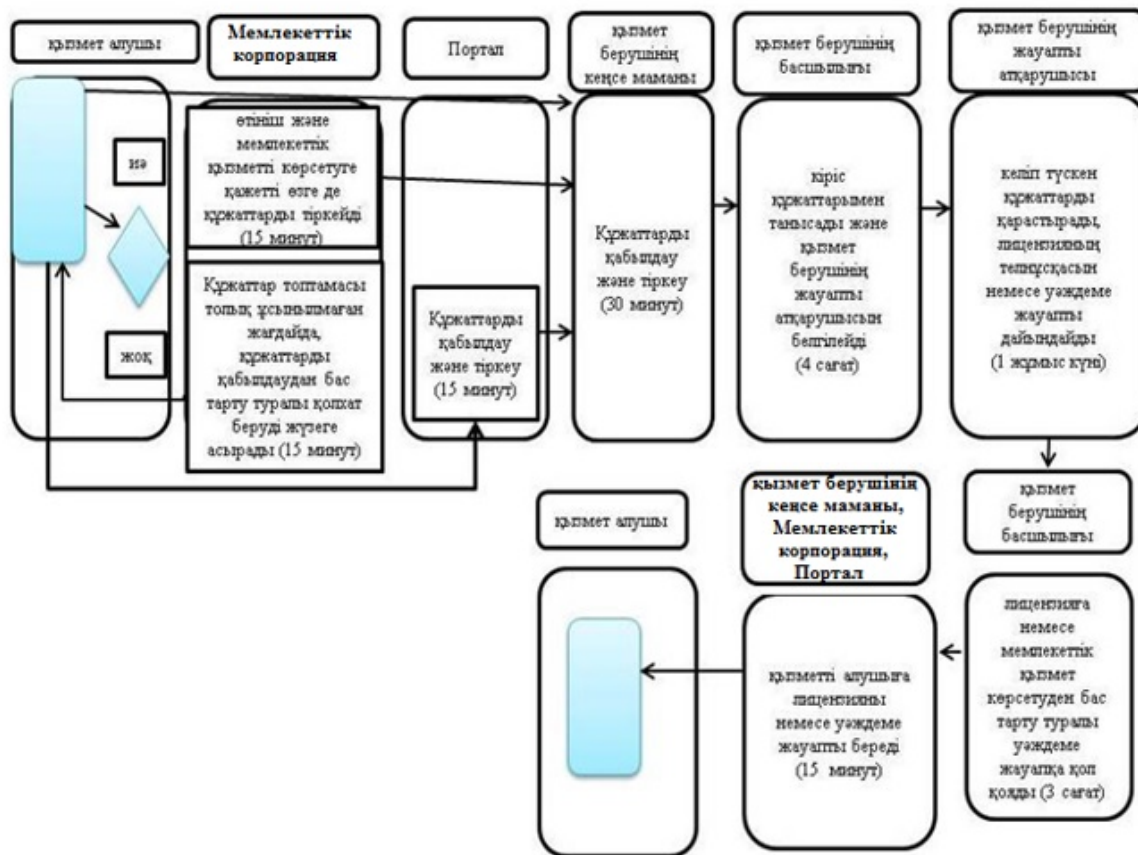 қызмет алушы
Мемлекеттік
корпорация
Портал
қызмет
берушінің
кеңсе маманы
қызмет берушінің
басшылығы
қызмет берушінің
жауапты
атқарушысы
иә
жоқ
өтініш және
мемлекеттік
қызметті көрсетуге
қажетті өзге де
құжаттарды тіркейді
(15 минут)
Құжаттар топтамасы
толық ұсынылмаған
жағдайда,
құжаттарды
қабылдаудан бас
тарту туралы қолхат
беруді жүзеге
асырады (15 минут)
Құжаттарды
қабылдау
және тіркеу
(15 минут)
Құжаттарды
қабылдау
және тіркеу
(30 минут)
кіріс
құжаттарымен
танысады және
қызмет
берушінің
жауапты
атқарушысын
белгілейді
(4 сағат)
келіп түскен
құжаттарды
қарастырады,
лицензияның
телнұсқасын
немесе уәждеме
жауапты
дайындайды
(1 жұмыс күні)
қызмет алушы
қызмет берушінің
кеңсе маманы,
Мемлекеттік
корпорация,
Портал
қызмет
берушінің
басшылығы
қызметті алушыға
лицензияны
немесе уәждеме
жауапты береді
(15 минут)
лицензияға
немесе
мемлекеттік
қызмет
көрсетуден бас
тарту туралы
уәждеме
жауапқа қол
қояды (3 сағат)